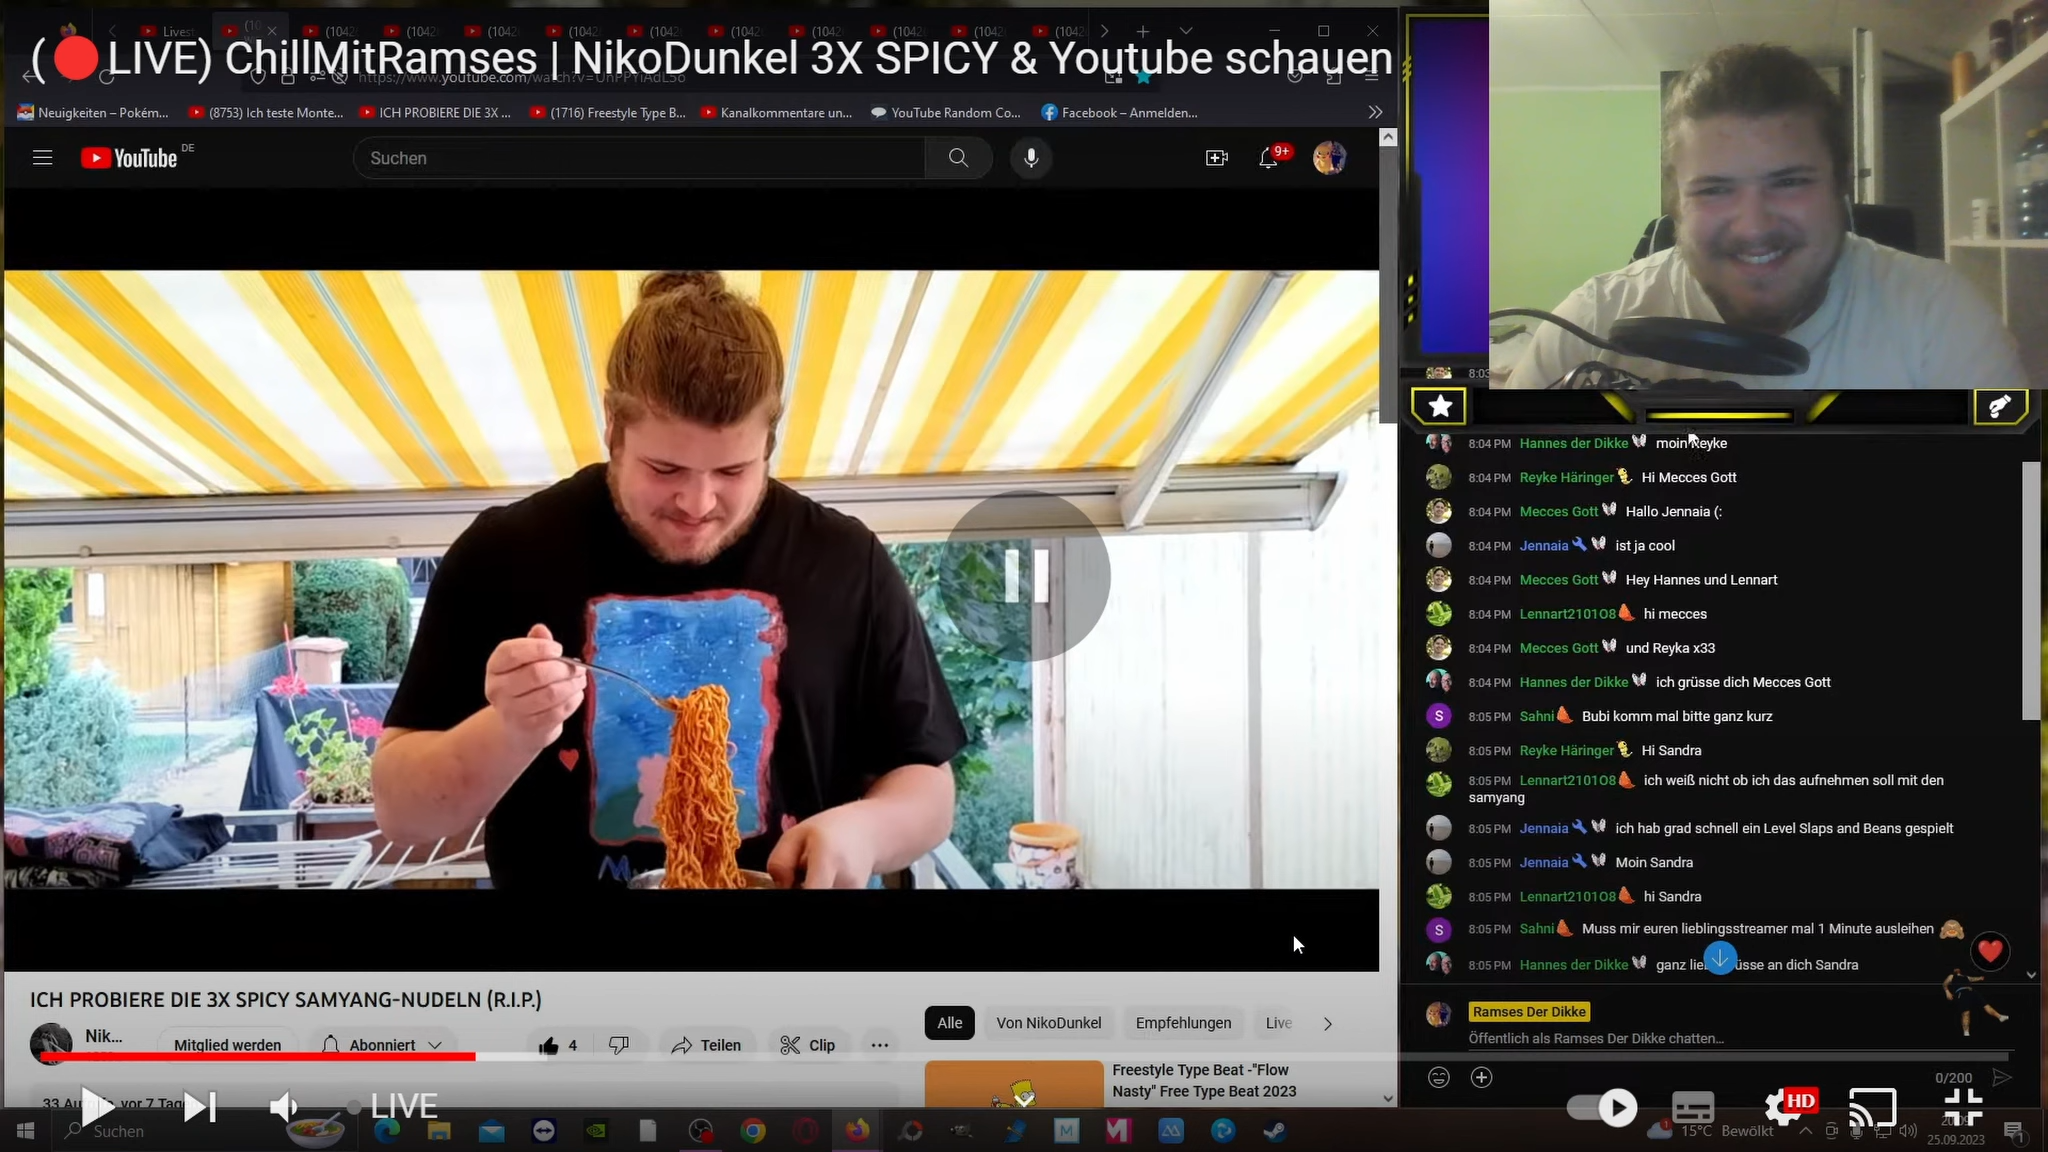 (🔴LIVE) ChillMitRamses | NikoDunkel 3X SPICY & Youtube schauen
Neuigkeiten – Pokém...
(8753) Ich teste Monte...
ICH PROBIERE DIE 3X ...
(1716) Freestyle Type B...
Kanalkommentare un...
YouTube Random Co...
Facebook – Anmelden...
YouTube DE
Suchen
9+
8:03
8:04 PM Hannes der Dikke moin Reyke
8:04 PM Reyke Häringer Hi Mecces Gott
8:04 PM Mecces Gott Hallo Jennaia (:
8:04 PM Jennaia ist ja cool
8:04 PM Mecces Gott Hey Hannes und Lennart
8:04 PM Lennart210108 hi mecces
8:04 PM Mecces Gott und Reyka x33
8:04 PM Hannes der Dikke ich grüsse dich Mecces Gott
S 8:05 PM Sahni Bubi komm mal bitte ganz kurz
8:05 PM Reyke Häringer Hi Sandra
8:05 PM Lennart210108 ich weiß nicht ob ich das aufnehmen soll mit den
samyang
8:05 PM Jennaia ich hab grad schnell ein Level Slaps and Beans gespielt
8:05 PM Jennaia Moin Sandra
8:05 PM Lennart210108 hi Sandra
S 8:05 PM Sahni Muss mir euren lieblingsstreamer mal 1 Minute ausleihen
8:05 PM Hannes der Dikke ganz an dich Sandra
Ramses Der Dikke
Öffentlich als Ramses Der Dikke chatten...
0/200
ICH PROBIERE DIE 3X SPICY SAMYANG-NUDELN (R.I.P.)
Nik...
Mitglied werden
Abonniert
4
Teilen
Clip
Alle
Von NikoDunkel
Empfehlungen
Live
Freestyle Type Beat -"Flow
Nasty" Free Type Beat 2023
33 vor 7
LIVE
HD
Suchen
15°C Bewölkt
25.09.2023